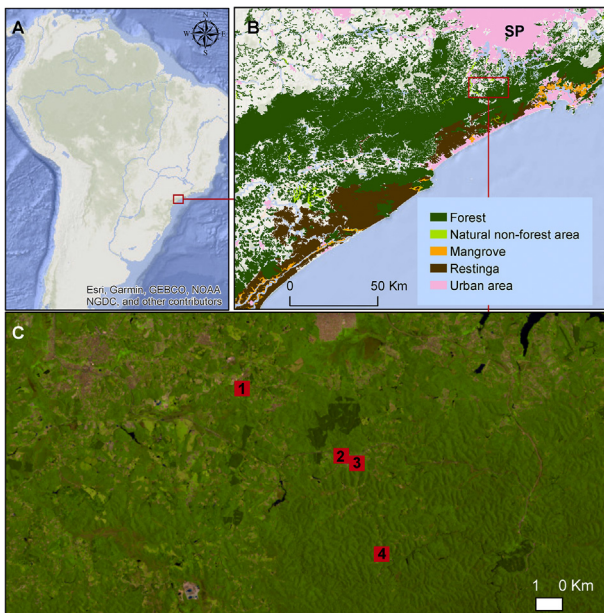 A
N
W E
S
Esri, Garmin, GEBCO, NOAA
NGDC, and other contributors
B
SP
Forest
Natural non-forest area
Mangrove
Restinga
Urban area
0 50 Km
C
1
2
3
4
1 0 Km